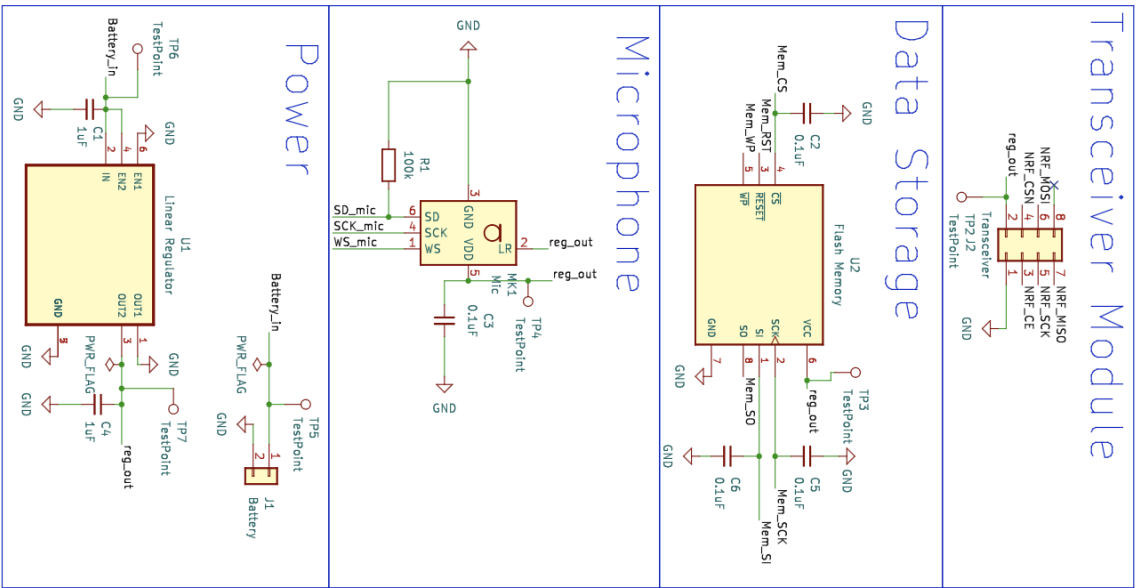 Power
TP6
TestPoint
Battery_in
GND
C1
1uF
GND
2
4
6
IN
EN2
EN1
U1
Linear Regulator
GND
OUT2
OUT1
5
3
1
GND
PWR_FLAG
GND
GND
C4
1uF
TP7
TestPoint
reg_out
Battery_in
PWR_FLAG
TP5
TestPoint
GND
2
1
J1
Battery
Microphone
GND
R1
100k
3
SD_mic
6
SD
GND
SCK_mic
4
SCK
WS_mic
1
WS
VDD
LR
2
reg_out
5
reg_out
MK1
Mic
C3
0.1uF
TP4
TestPoint
GND
Data Storage
Mem_CS
GND
C2
0.1uF
Mem_WP
Mem_RST
5
3
4
WP
RESET
CS
U2
Flash Memory
GND
SO
SI
SCK
VCC
7
8
1
2
6
GND
Mem_SO
reg_out
TP3
TestPoint
GND
C6
0.1uF
C5
0.1uF
GND
Mem_SCK
Mem_SI
Transceiver Module
reg_out
NRF_CSN
NRF_MOSI
2
4
6
8
TP2
TestPoint
J2
Transceiver
1
3
5
7
GND
NRF_CE
NRF_SCK
NRF_MISO